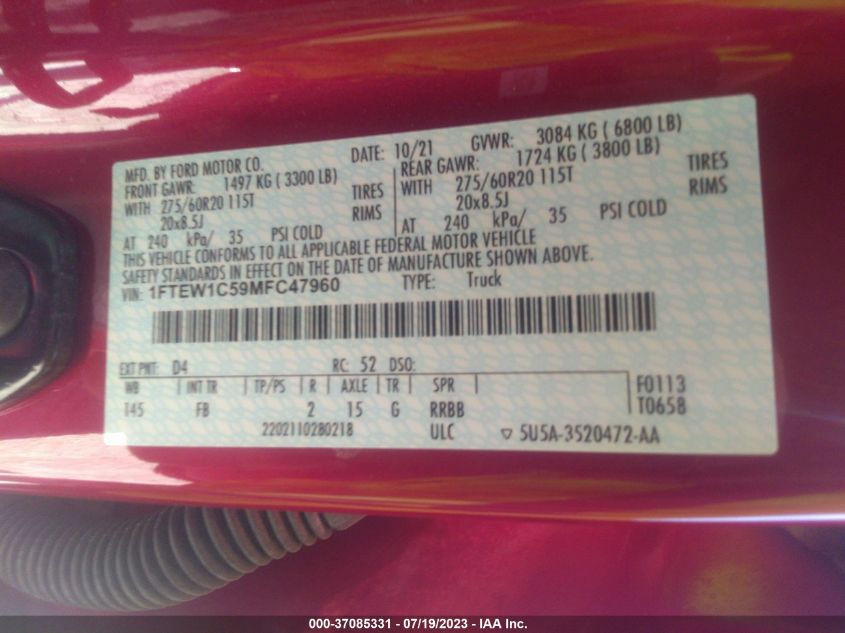 MFD. BY FORD MOTOR CO.
DATE: 10/21 GVWR: 3084 KG ( 6800 LB)
FRONT GAWR: 1497 KG ( 3300 LB)
REAR GAWR: 1724 KG ( 3800 LB)
WITH 275/60R20 115T TIRES
WITH 275/60R20 115T TIRES
20x8.5J RIMS
20x8.5J RIMS
AT 240 kPa/ 35 PSI COLD
AT 240 kPa/ 35 PSI COLD
THIS VEHICLE CONFORMS TO ALL APPLICABLE FEDERAL MOTOR VEHICLE
SAFETY STANDARDS IN EFFECT ON THE DATE OF MANUFACTURE SHOWN ABOVE.
VIN: 1FTEW1C59MFC47960 TYPE: Truck
EXT PNT: D4 RC: 52 DSO:
WB INT TR TP/PS R AXLE TR SPR F0113
145 FB 2 15 G RRBB T0658
2202110280218 ULC ▽ 5U5A-3520472-AA
000-37085331 / 07/19/2023 - IAA Inc.